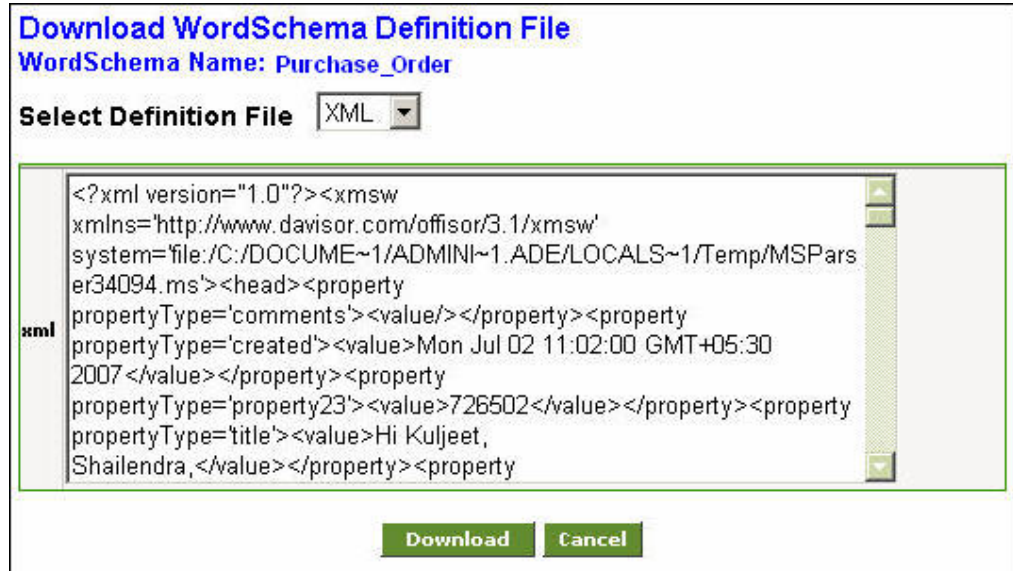 Download WordSchema Definition File
WordSchema Name: Purchase_Order
Select Definition File XML
xml
<?xml version="1.0"?><xmsw
xmlns='http://www.davisor.com/offisor/3.1/xmsw'
system='file:/C:/DOCUME~1/ADMINI~1.ADE/LOCALS~1/Temp/MSPars
er34094.ms'><head><property
propertyType='comments'><value/></property><property
propertyType='created'><value>Mon Jul 02 11:02:00 GMT+05:30
2007</value></property><property
propertyType='property23'><value>726502</value></property><property
propertyType='title'><value>Hi Kuljeet,
Shailendra,</value></property><property
Download Cancel